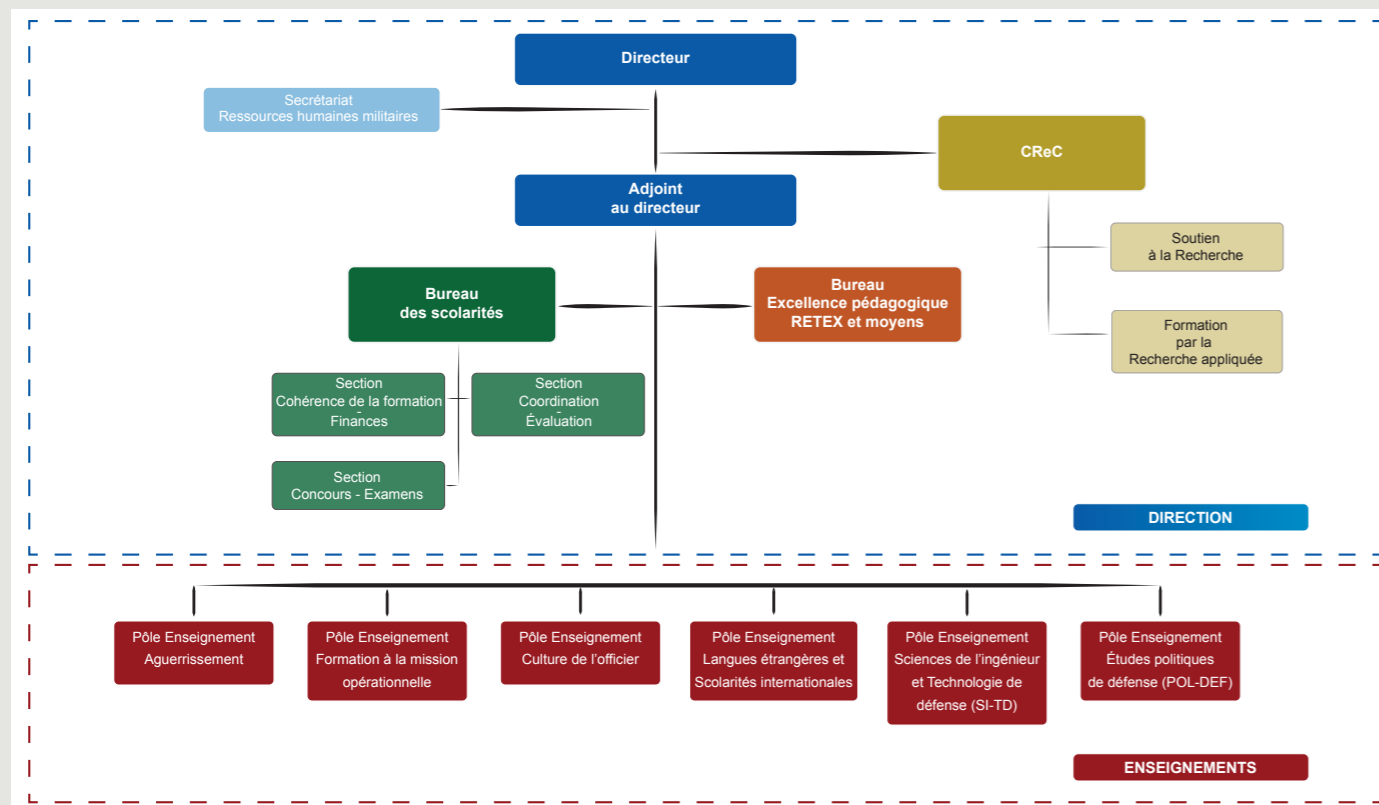 Directeur
Secrétariat
Ressources humaines militaires
CReC
Adjoint
au directeur
Soutien
à la Recherche
Bureau
des scolarités
Bureau
Excellence pédagogique
RETEX et moyens
Formation
par la
Recherche appliquée
Section
Cohérence de la formation
-
Finances
Section
Coordination
-
Évaluation
Section
Concours - Examens
DIRECTION
Pôle Enseignement
Aguerrissement
Pôle Enseignement
Formation à la mission
opérationnelle
Pôle Enseignement
Culture de l’officier
Pôle Enseignement
Langues étrangères et
Scolarités internationales
Pôle Enseignement
Sciences de l’ingénieur
et Technologie de
défense (SI-TD)
Pôle Enseignement
Études politiques
de défense (POL-DEF)
ENSEIGNEMENTS